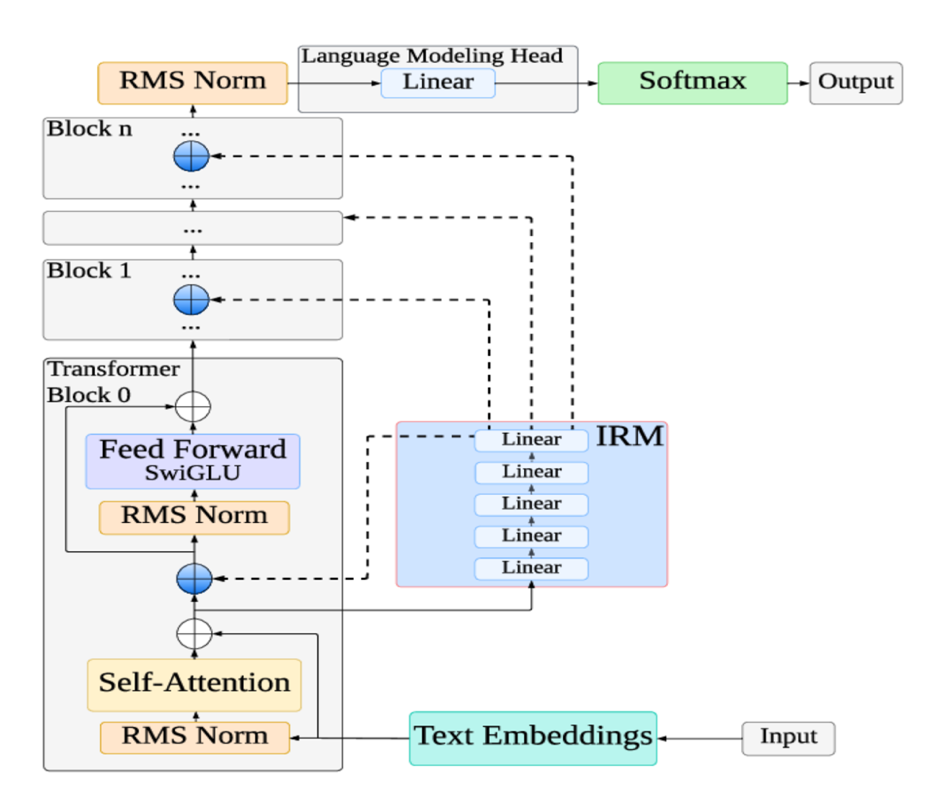 Language Modeling Head
RMS Norm
Linear
Softmax
Output
Block n
...
...
...
Block 1
...
...
Transformer
Block 0
Feed Forward
SwiGLU
RMS Norm
IRM
Linear
Linear
Linear
Linear
Linear
Self-Attention
RMS Norm
Text Embeddings
Input